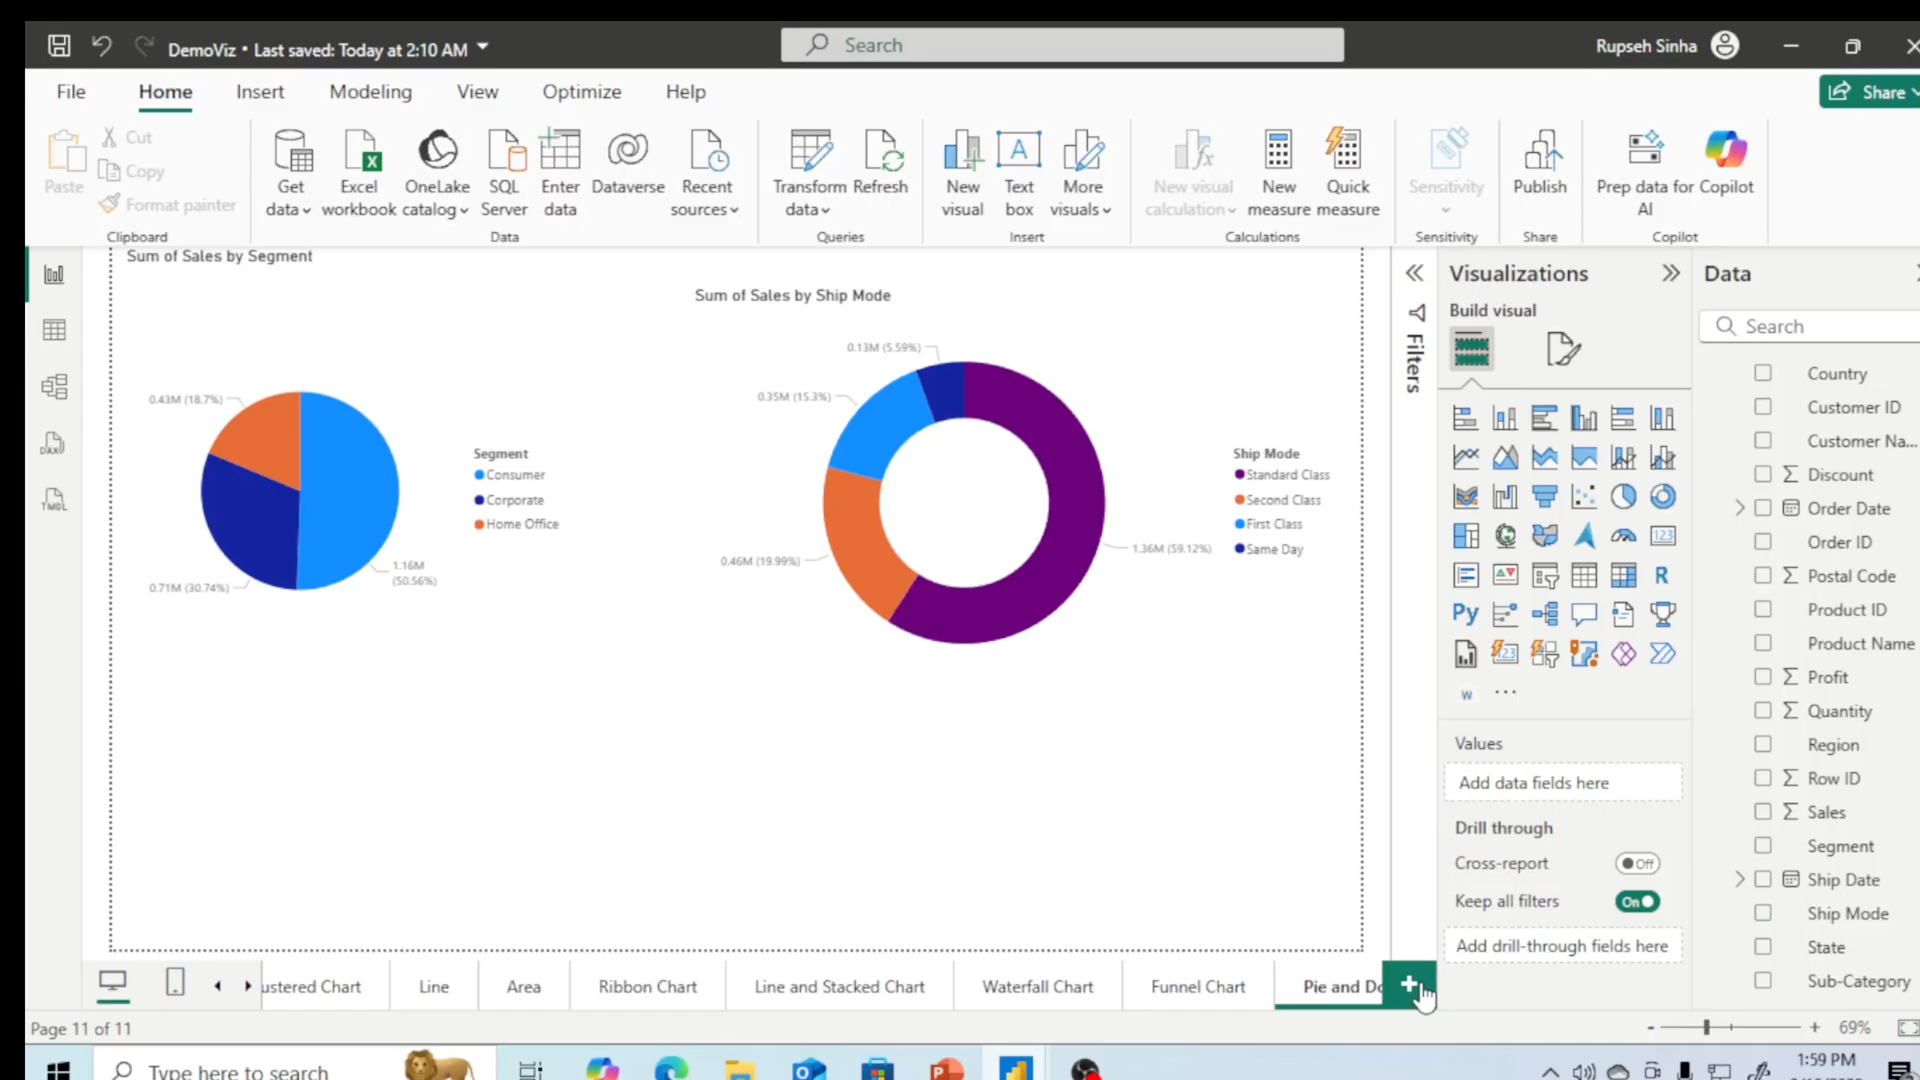 DemoViz • Last saved: Today at 2:10 AM
Search
Rupseh Sinha
File
Home
Insert
Modeling
View
Optimize
Help
Share
Paste
Cut
Copy
Format painter
Clipboard
Get data
Excel workbook
OneLake catalog
SQL Server
Enter data
Dataverse
Recent sources
Data
Transform data
Refresh
Queries
New visual
Text box
More visuals
Insert
New visual calculation
New measure
Quick measure
Calculations
Sensitivity
Sensitivity
Publish
Share
Prep data for AI
Copilot
Copilot
Sum of Sales by Segment
0.43M (18.7%)
0.71M (30.74%)
1.16M
(50.56%)
Segment
Consumer
Corporate
Home Office
Sum of Sales by Ship Mode
0.13M (5.59%)
0.35M (15.3%)
0.46M (19.99%)
1.36M (59.12%)
Ship Mode
Standard Class
Second Class
First Class
Same Day
DAX
TMDL
Filters
Visualizations
Build visual
123
R
Py
123
W
Values
Add data fields here
Drill through
Cross-report
Off
Keep all filters
On
Add drill-through fields here
Data
Search
Country
Customer ID
Customer Na...
Discount
Order Date
Order ID
Postal Code
Product ID
Product Name
Profit
Quantity
Region
Row ID
Sales
Segment
Ship Date
Ship Mode
State
Sub-Category
ustered Chart
Line
Area
Ribbon Chart
Line and Stacked Chart
Waterfall Chart
Funnel Chart
Pie and Do
Page 11 of 11
- + 69%
Type here to search
1:59 PM